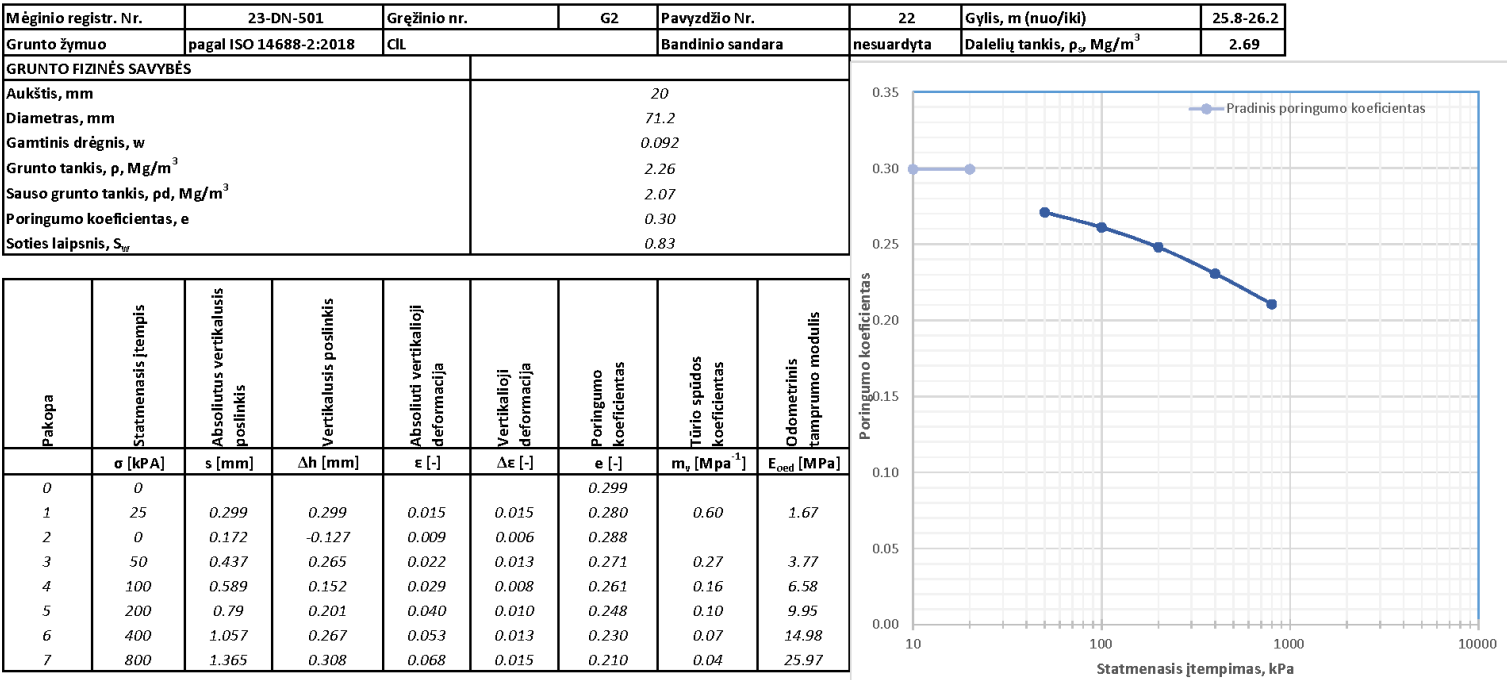 Mėginio registr. Nr. 23-DN-501 Gręžinio nr. G2 Pavyzdžio Nr. 22 Gylis, m (nuo/iki) 25.8-26.2
Grunto žymuo pagal ISO 14688-2:2018 ClL Bandinio sandara nesuardyta Dalelių tankis, ρs, Mg/m³ 2.69
GRUNTO FIZINĖS SAVYBĖS
Aukštis, mm 20
Diametras, mm 71.2
Gamtinis drėgnis, w 0.092
Grunto tankis, ρ, Mg/m³ 2.26
Sauso grunto tankis, ρd, Mg/m³ 2.07
Poringumo koeficientas, e 0.30
Soties laipsnis, Sw 0.83
Pakopa
Statmenasis įtempis
Absoliutus vertikalusis poslinkis
Vertikalusis poslinkis
Absoliuti vertikalioji deformacija
Vertikalioji deformacija
Poringumo koeficientas
Tūrio spūdos koeficientas
Odometrinis tamprumo modulis
σ [kPA] s [mm] Δh [mm] ε [-] Δε [-] e [-] mv [Mpa⁻¹] Eoed [MPa]
0 0 0.299
1 25 0.299 0.299 0.015 0.015 0.280 0.60 1.67
2 0 0.172 -0.127 0.009 0.006 0.288
3 50 0.437 0.265 0.022 0.013 0.271 0.27 3.77
4 100 0.589 0.152 0.029 0.008 0.261 0.16 6.58
5 200 0.79 0.201 0.040 0.010 0.248 0.10 9.95
6 400 1.057 0.267 0.053 0.013 0.230 0.07 14.98
7 800 1.365 0.308 0.068 0.015 0.210 0.04 25.97
Pradinis poringumo koeficientas
Poringumo koeficientas
0.35
0.30
0.25
0.20
0.15
0.10
0.05
0.00
10 100 1000 10000
Statmenasis įtempimas, kPa